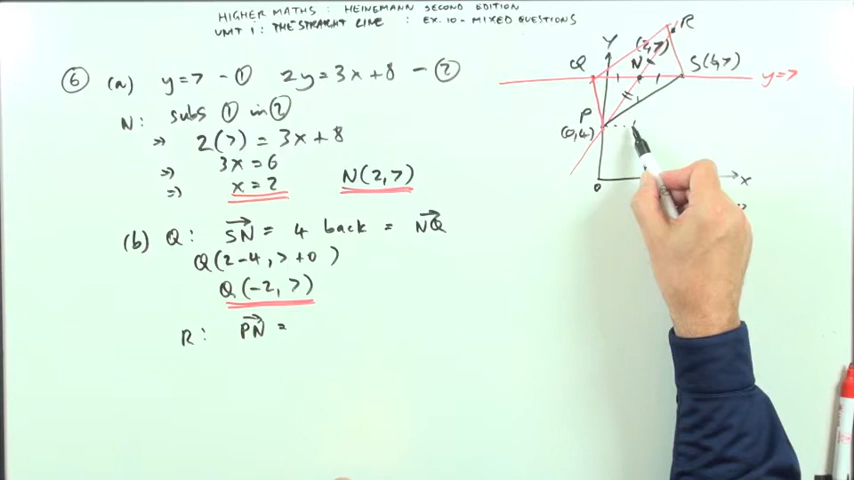 HIGHER MATHS : HEINEMANN SECOND EDITION
UNIT 1 : THE STRAIGHT LINE : EX.10 - MIXED QUESTIONS
6 (a) y=7 - 1 2y=3x+8 - 2
N: subs 1 in 2
⇒ 2(7) = 3x+8
⇒ 3x=6
⇒ x=2 N(2,7)
(b) Q: SN = 4 back = NQ
Q(2-4, 7+0)
Q(-2, 7)
R: PN =
Y
R
(2,7)
Q N S(6,7)
y=7
P
(0,4)
0 x